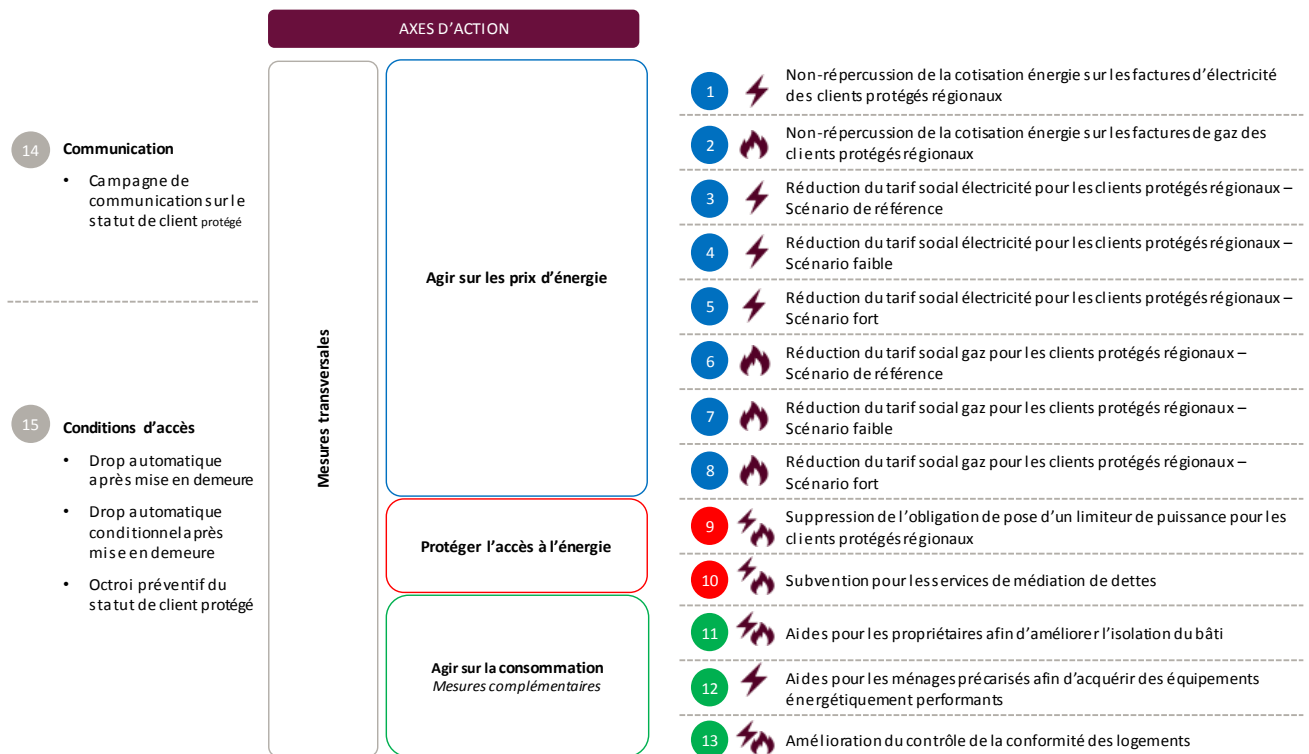 AXES D’ACTION
14
Communication
• Campagne de
communication sur le
statut de client protégé
15
Conditions d’accès
• Drop automatique
après mise en demeure
• Drop automatique
conditionnel après
mise en demeure
• Octroi préventif du
statut de client protégé
Mesures transversales
Agir sur les prix d’énergie
Protéger l’accès à l’énergie
Agir sur la consommation
Mesures complémentaires
1
Non-répercussion de la cotisation énergie sur les factures d’électricité
des clients protégés régionaux
2
Non-répercussion de la cotisation énergie sur les factures de gaz des
clients protégés régionaux
3
Réduction du tarif social électricité pour les clients protégés régionaux –
Scénario de référence
4
Réduction du tarif social électricité pour les clients protégés régionaux –
Scénario faible
5
Réduction du tarif social électricité pour les clients protégés régionaux –
Scénario fort
6
Réduction du tarif social gaz pour les clients protégés régionaux –
Scénario de référence
7
Réduction du tarif social gaz pour les clients protégés régionaux –
Scénario faible
8
Réduction du tarif social gaz pour les clients protégés régionaux –
Scénario fort
9
Suppression de l’obligation de pose d’un limiteur de puissance pour les
clients protégés régionaux
10
Subvention pour les services de médiation de dettes
11
Aides pour les propriétaires afin d’améliorer l’isolation du bâti
12
Aides pour les ménages précarisés afin d’acquérir des équipements
énergétiquement performants
13
Amélioration du contrôle de la conformité des logements